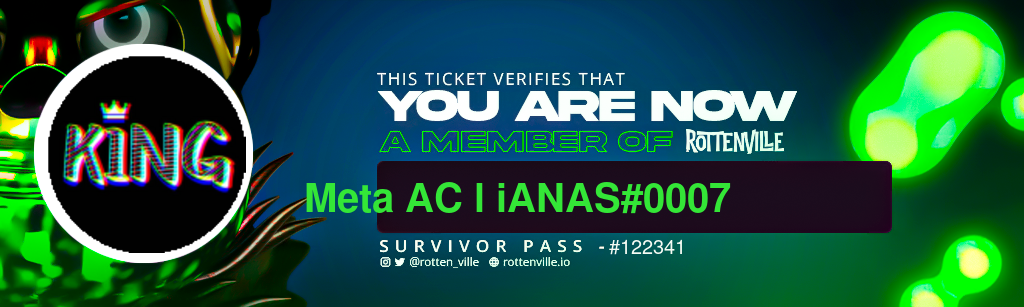 KiNG
THIS TICKET VERIFIES THAT
YOU ARE NOW
A MEMBER OF ROTTENVILLE
Meta AC l iANAS#0007
SURVIVOR PASS - #122341
@rotten_ville rottenville.io